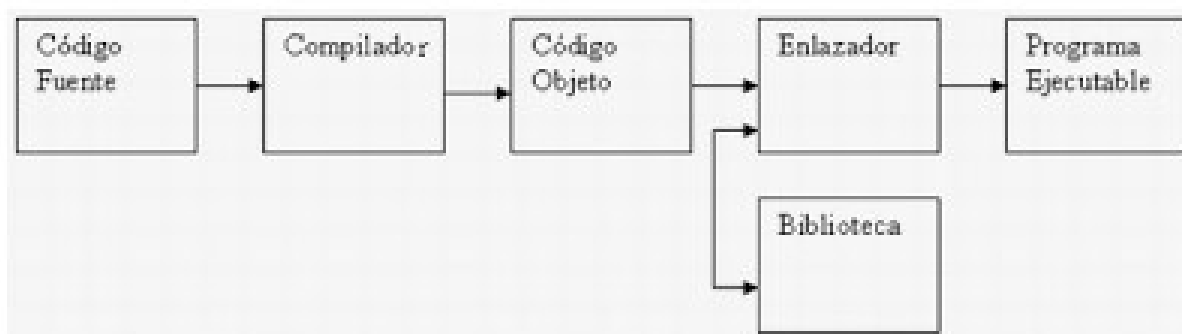 Código
Fuente
Compilador
Código
Objeto
Enlazador
Programa
Ejecutable
Biblioteca